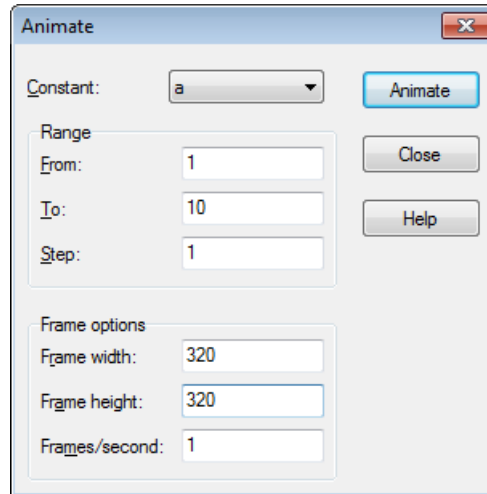 Animate
Constant: a Animate
Range
From: 1 Close
To: 10 Help
Step: 1
Frame options
Frame width: 320
Frame height: 320
Frames/second: 1